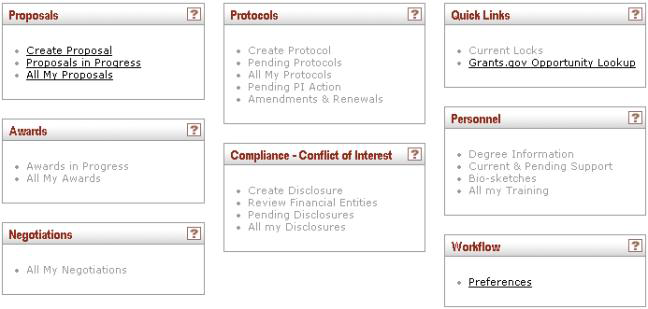 Proposals ?
Create Proposal
Proposals in Progress
All My Proposals
Awards ?
Awards in Progress
All My Awards
Negotiations ?
All My Negotiations
Protocols ?
Create Protocol
Pending Protocols
All My Protocols
Pending PI Action
Amendments & Renewals
Compliance - Conflict of Interest ?
Create Disclosure
Review Financial Entities
Pending Disclosures
All my Disclosures
Quick Links ?
Current Locks
Grants.gov Opportunity Lookup
Personnel ?
Degree Information
Current & Pending Support
Bio-sketches
All my Training
Workflow ?
Preferences